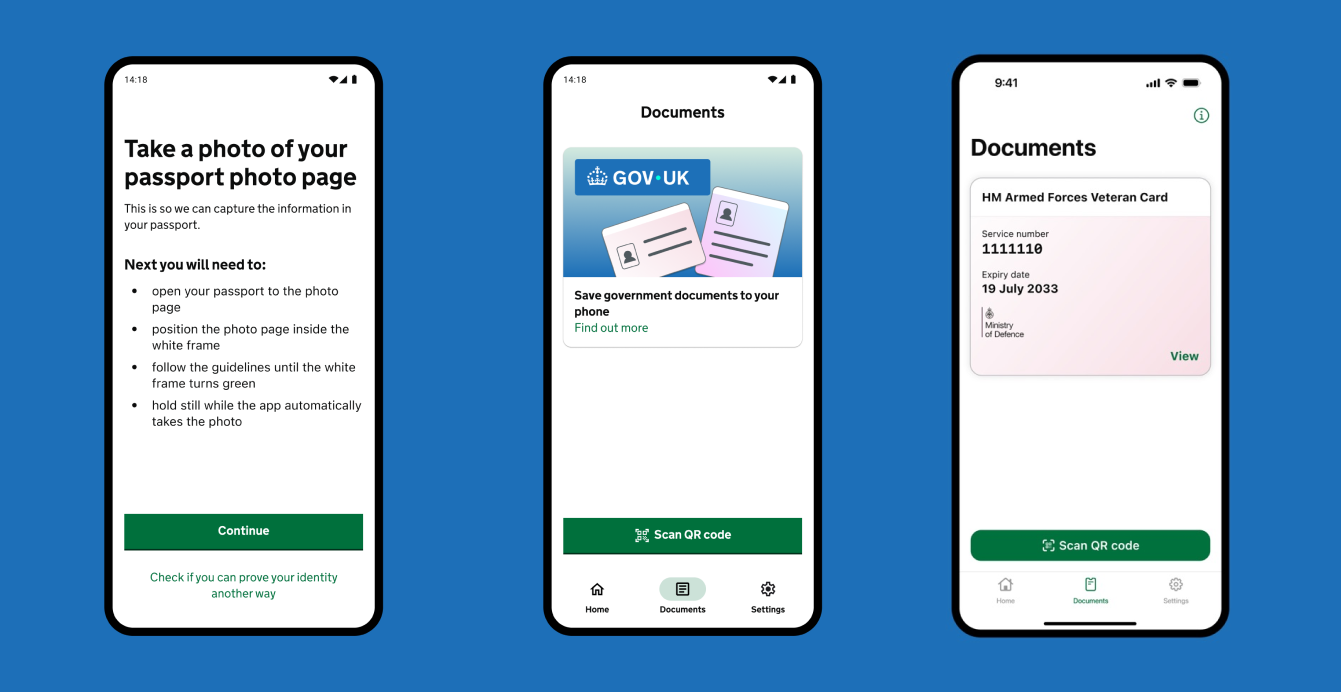 14:18
Take a photo of your
passport photo page
This is so we can capture the information in
your passport.
Next you will need to:
• open your passport to the photo
page
• position the photo page inside the
white frame
• follow the guidelines until the white
frame turns green
• hold still while the app automatically
takes the photo
Continue
Check if you can prove your identity
another way
14:18
Documents
GOV·UK
Save government documents to your
phone
Find out more
Scan QR code
Home Documents Settings
9:41
Documents
HM Armed Forces Veteran Card
Service number
1111110
Expiry date
19 July 2033
Ministry
of Defence
View
Scan QR code
Home Documents Settings